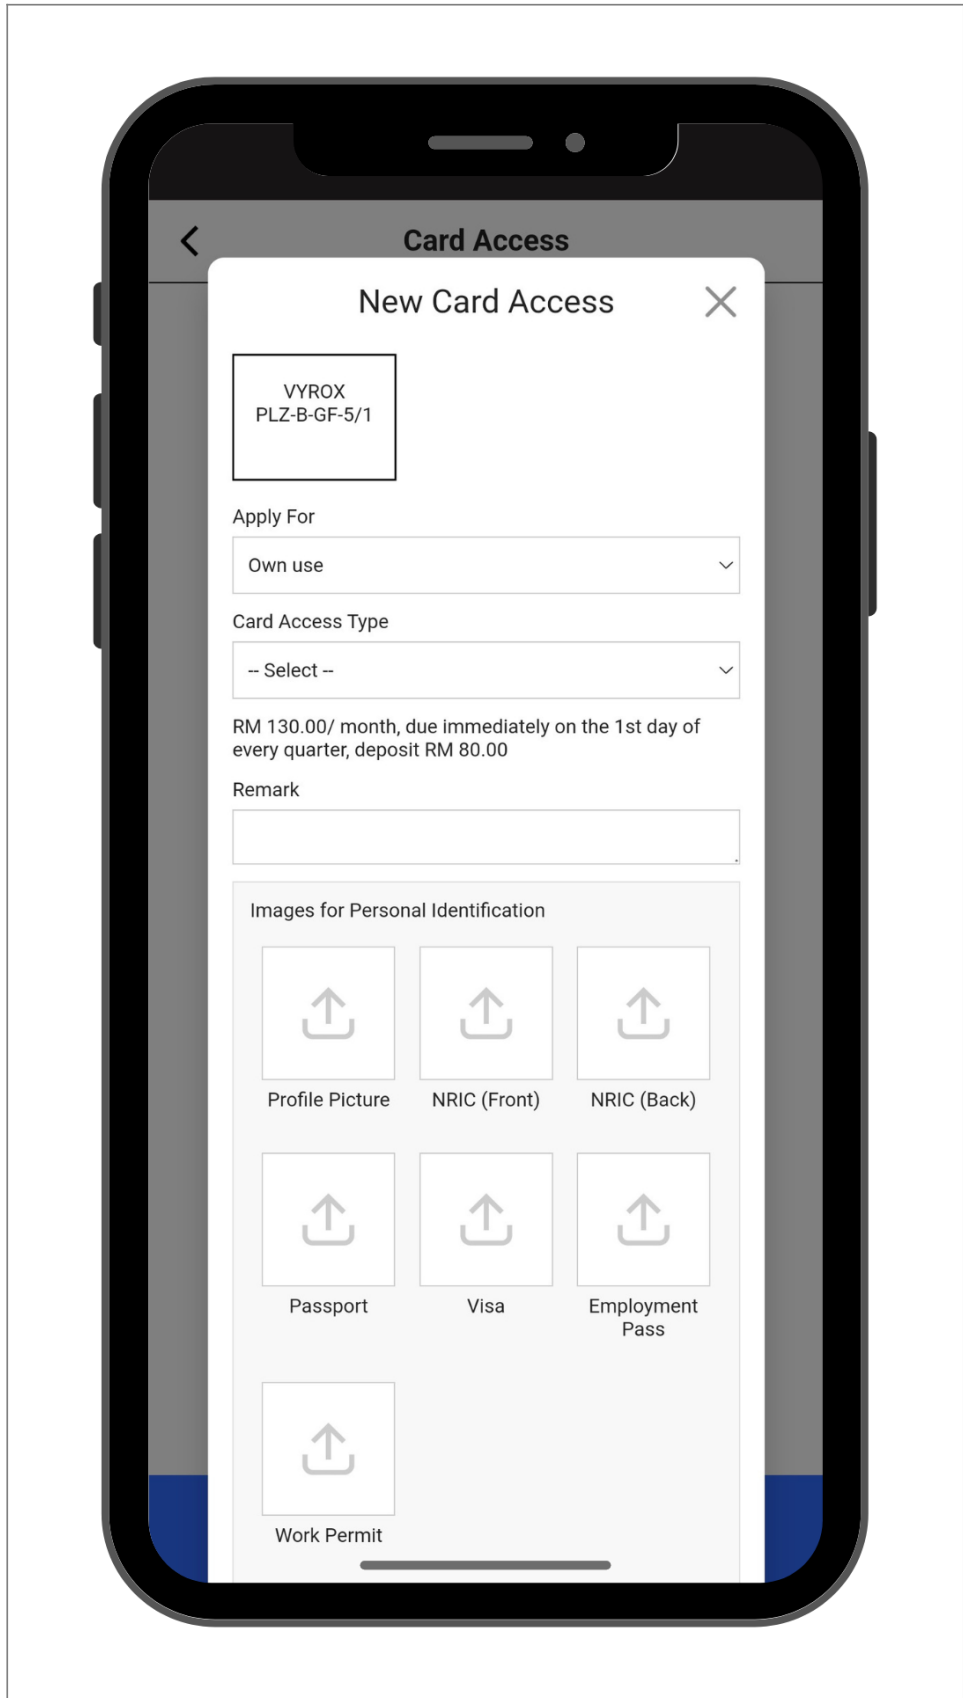 Card Access
New Card Access
VYROX
PLZ-B-GF-5/1
Apply For
Own use
Card Access Type
-- Select --
RM 130.00/ month, due immediately on the 1st day of
every quarter, deposit RM 80.00
Remark
Images for Personal Identification
Profile Picture
NRIC (Front)
NRIC (Back)
Passport
Visa
Employment
Pass
Work Permit